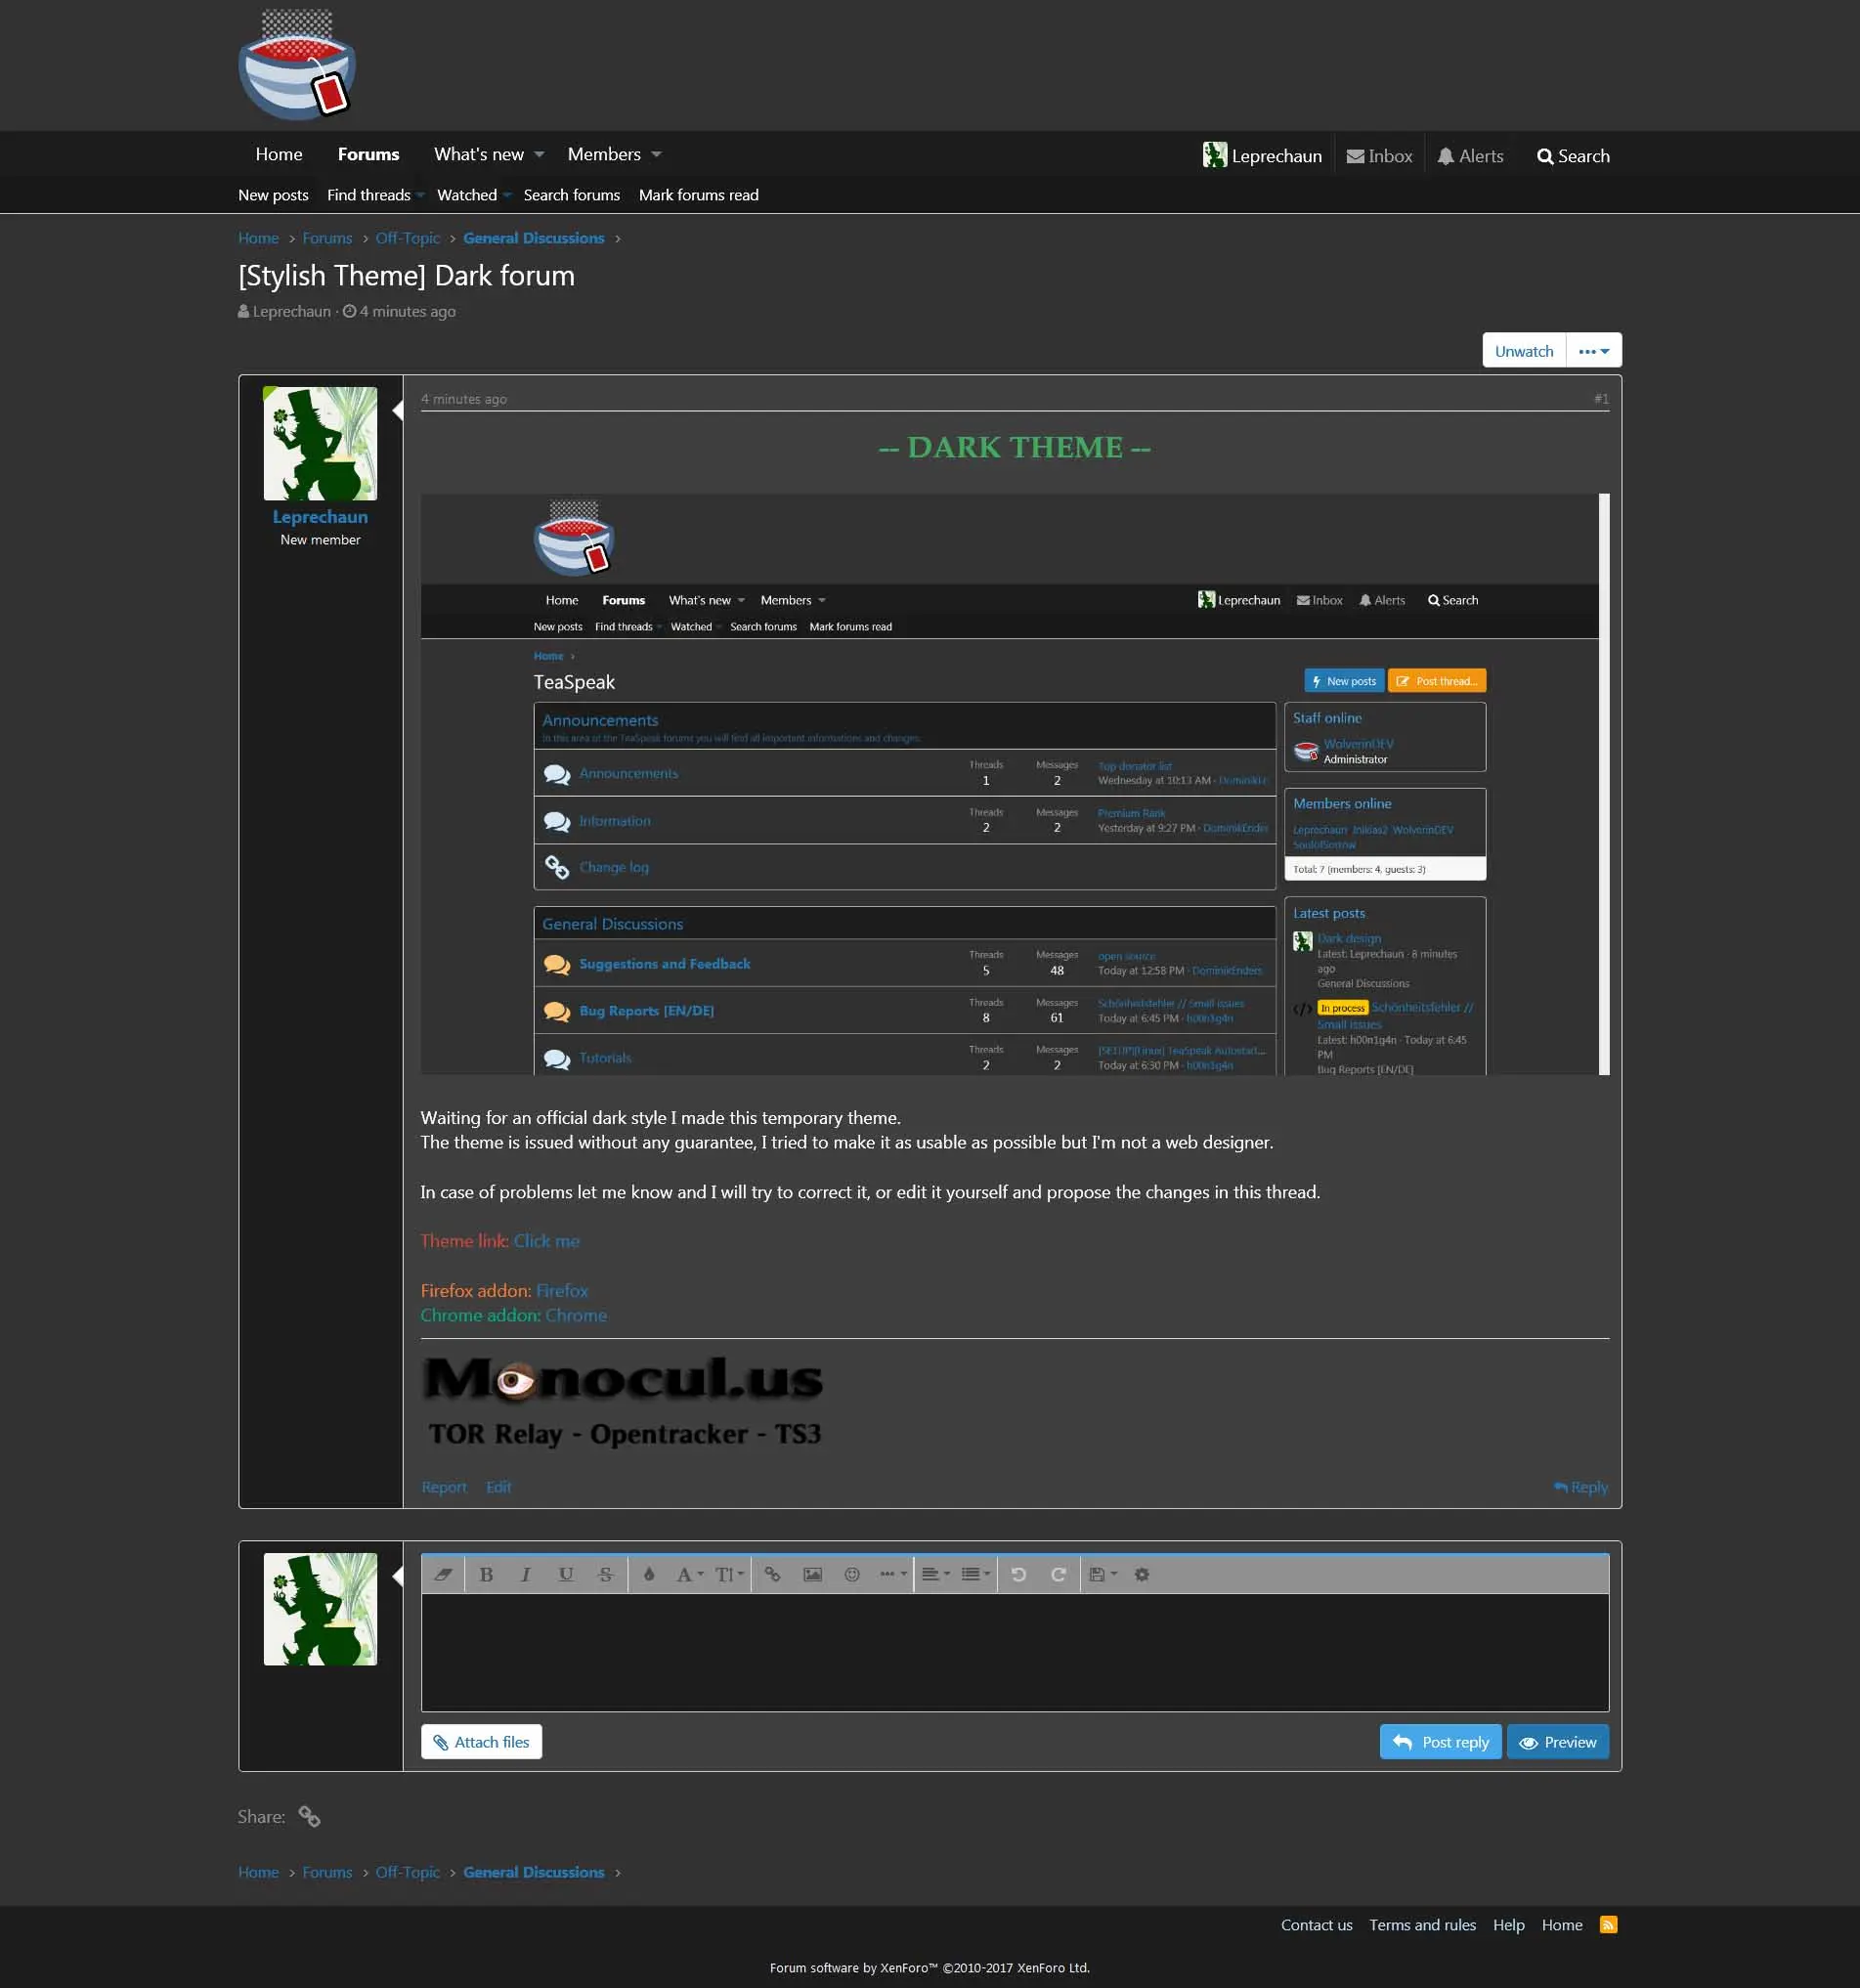 Home Forums What's new Members Leprechaun Inbox Alerts Search
New posts Find threads Watched Search forums Mark forums read
Home › Forums › Off-Topic › General Discussions ›
[Stylish Theme] Dark forum
Leprechaun · 4 minutes ago
Unwatch •••
4 minutes ago #1
Leprechaun
New member
-- DARK THEME --
Home Forums What's new Members Leprechaun Inbox Alerts Search
New posts Find threads Watched Search forums Mark forums read
Home ›
TeaSpeak
New posts Post thread...
Announcements
In this area of the TeaSpeak forums you will find all important informations and changes.
Announcements
Threads
1
Messages
2
Top donator list
Wednesday at 10:13 AM ·
Information
Threads
2
Messages
2
Premium Rank
Yesterday at 9:27 PM · DominikEnders
Change log
General Discussions
Suggestions and Feedback
Threads
5
Messages
48
open source
Today at 12:58 PM · DominikEnders
Bug Reports [EN/DE]
Threads
8
Messages
61
Schönheitsfehler // Small issues
Today at 6:45 PM · h00n1g4n
Tutorials
Threads
2
Messages
2
[SETUP][Linux] TeaSpeak Autostart...
Today at 6:30 PM · h00n1g4n
Staff online
WolverinDEV
Administrator
Members online
Leprechaun Jniklas2 WolverinDEV
SoulofSorrow
Total: 7 (members: 4, guests: 3)
Latest posts
Dark design
Latest: Leprechaun · 8 minutes
ago
General Discussions
In process Schönheitsfehler //
Small issues
Latest: h00n1g4n · Today at 6:45
PM
Bug Reports [EN/DE]
Waiting for an official dark style I made this temporary theme.
The theme is issued without any guarantee, I tried to make it as usable as possible but I'm not a web designer.
In case of problems let me know and I will try to correct it, or edit it yourself and propose the changes in this thread.
Theme link: Click me
Firefox addon: Firefox
Chrome addon: Chrome
Monocul.us
TOR Relay - Opentracker - TS3
Report Edit Reply
B I U S A T
Attach files Post reply Preview
Share:
Home › Forums › Off-Topic › General Discussions ›
Contact us Terms and rules Help Home
Forum software by XenForo™ ©2010-2017 XenForo Ltd.